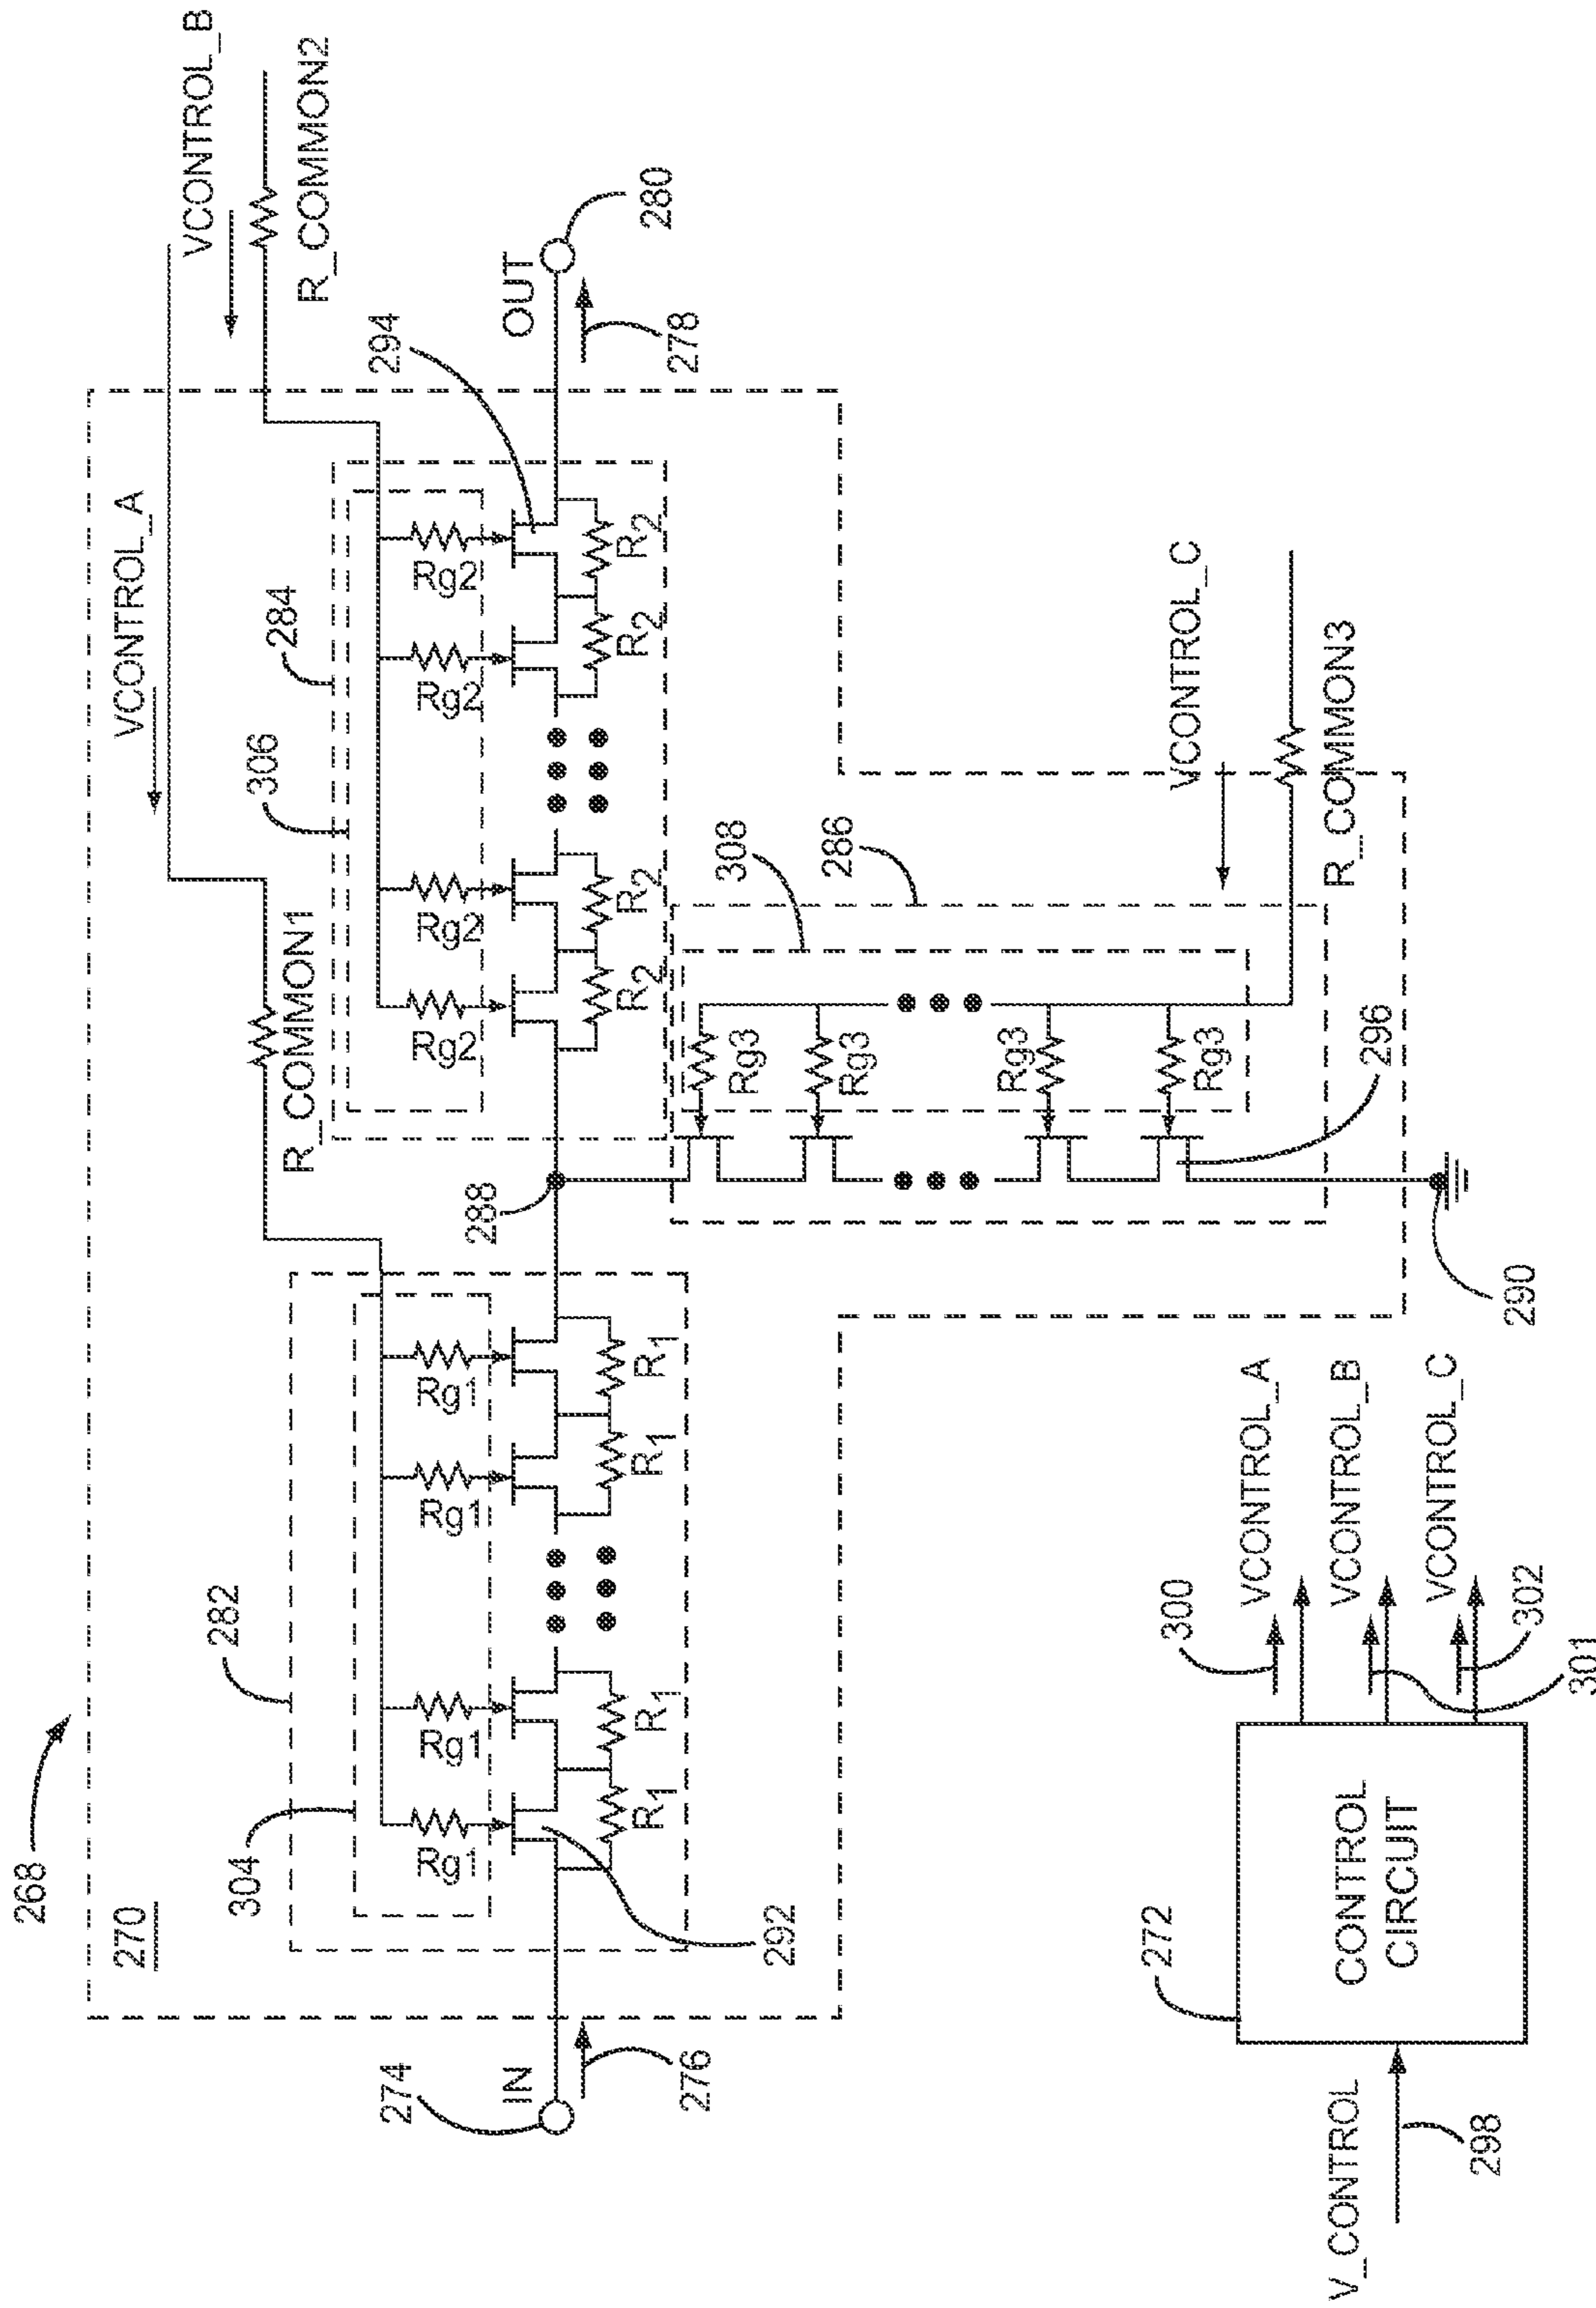 268
270
VCONTROL_A
VCONTROL_B
R_COMMON2
R_COMMON1
282
304
306
284
Rg1
Rg1
Rg1
Rg1
Rg2
Rg2
Rg2
Rg2
294
274
IN
276
292
R1
R1
R1
R1
288
R2
R2
R2
R2
OUT
278
280
308
286
Rg3
Rg3
Rg3
Rg3
296
290
VCONTROL_C
R_COMMON3
V_CONTROL
298
272
CONTROL
CIRCUIT
300
VCONTROL_A
VCONTROL_B
301
VCONTROL_C
302